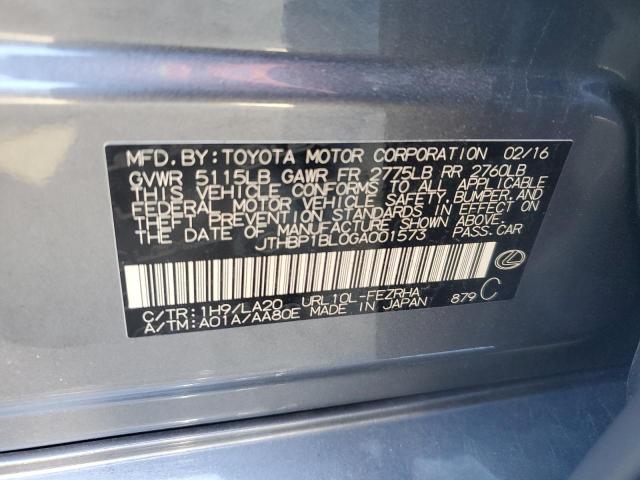 MFD. BY: TOYOTA MOTOR CORPORATION 02/16
GVWR 5115LB GAWR FR 2775LB RR 2760LB
THIS VEHICLE CONFORMS TO ALL APPLICABLE
FEDERAL MOTOR VEHICLE SAFETY, BUMPER, AND
THEFT PREVENTION STANDARDS IN EFFECT ON
THE DATE OF MANUFACTURE SHOWN ABOVE.
JTHBP1BL0GA001573 PASS. CAR
C/TR: 1H9/LA20 URL10L-FEZRHA
A/TM: A01A/AA80E MADE IN JAPAN 879 C